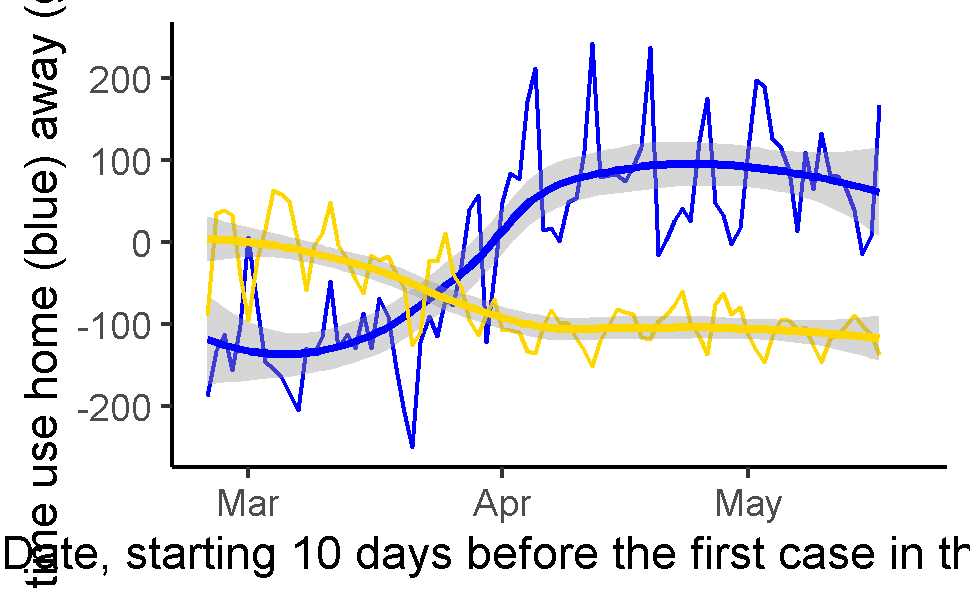 time use home (blue) away (
200
100
0
-100
-200
Mar Apr May
Date, starting 10 days before the first case in th